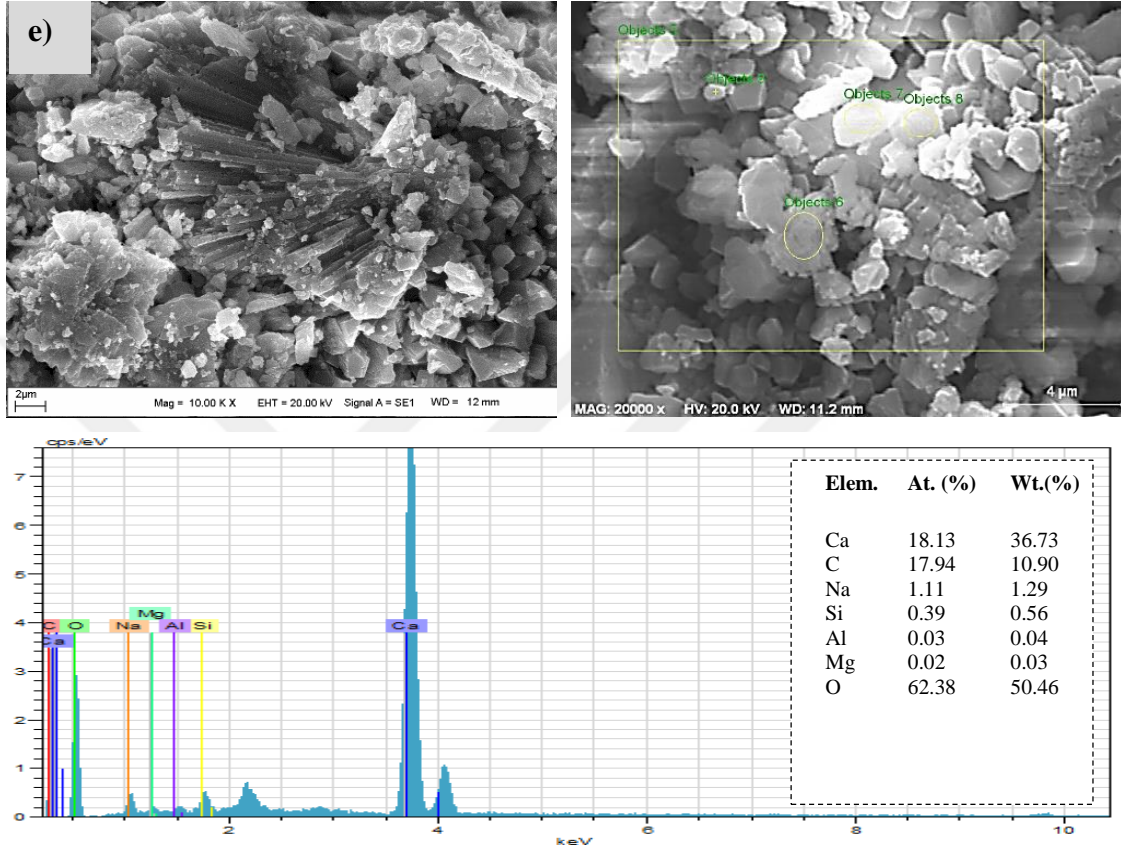 e)
2µm
Mag = 10.00 K X EHT = 20.00 kV Signal A = SE1 WD = 12 mm
Objects
Objects
Objects 7
Objects 8
Objects 6
MAG: 20000 x HV: 20.0 kV WD: 11.2 mm
4 µm
cps/eV
7
6
5
4
3
2
1
0
C
Ca
O
Na
Mg
Al
Si
Ca
2 4 6 8 10
keV
Elem. At. (%) Wt.(%)
Ca 18.13 36.73
C 17.94 10.90
Na 1.11 1.29
Si 0.39 0.56
Al 0.03 0.04
Mg 0.02 0.03
O 62.38 50.46